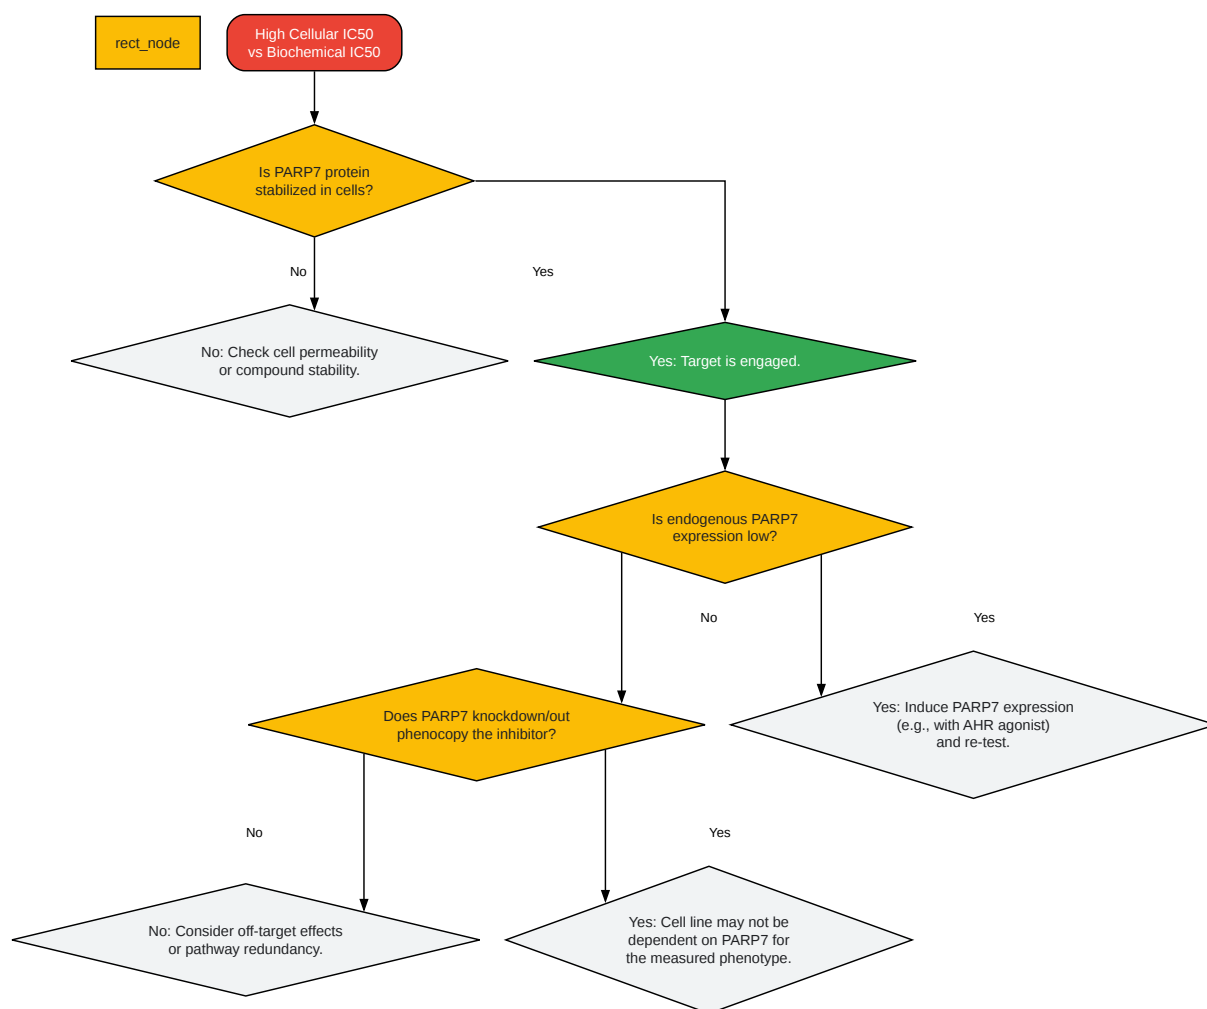 rect_node
High Cellular IC50
vs Biochemical IC50
Is PARP7 protein
stabilized in cells?
No
Yes
No: Check cell permeability
or compound stability.
Yes: Target is engaged.
Is endogenous PARP7
expression low?
No
Yes
Does PARP7 knockdown/out
phenocopy the inhibitor?
Yes: Induce PARP7 expression
(e.g., with AHR agonist)
and re-test.
No
Yes
No: Consider off-target effects
or pathway redundancy.
Yes: Cell line may not be
dependent on PARP7 for
the measured phenotype.